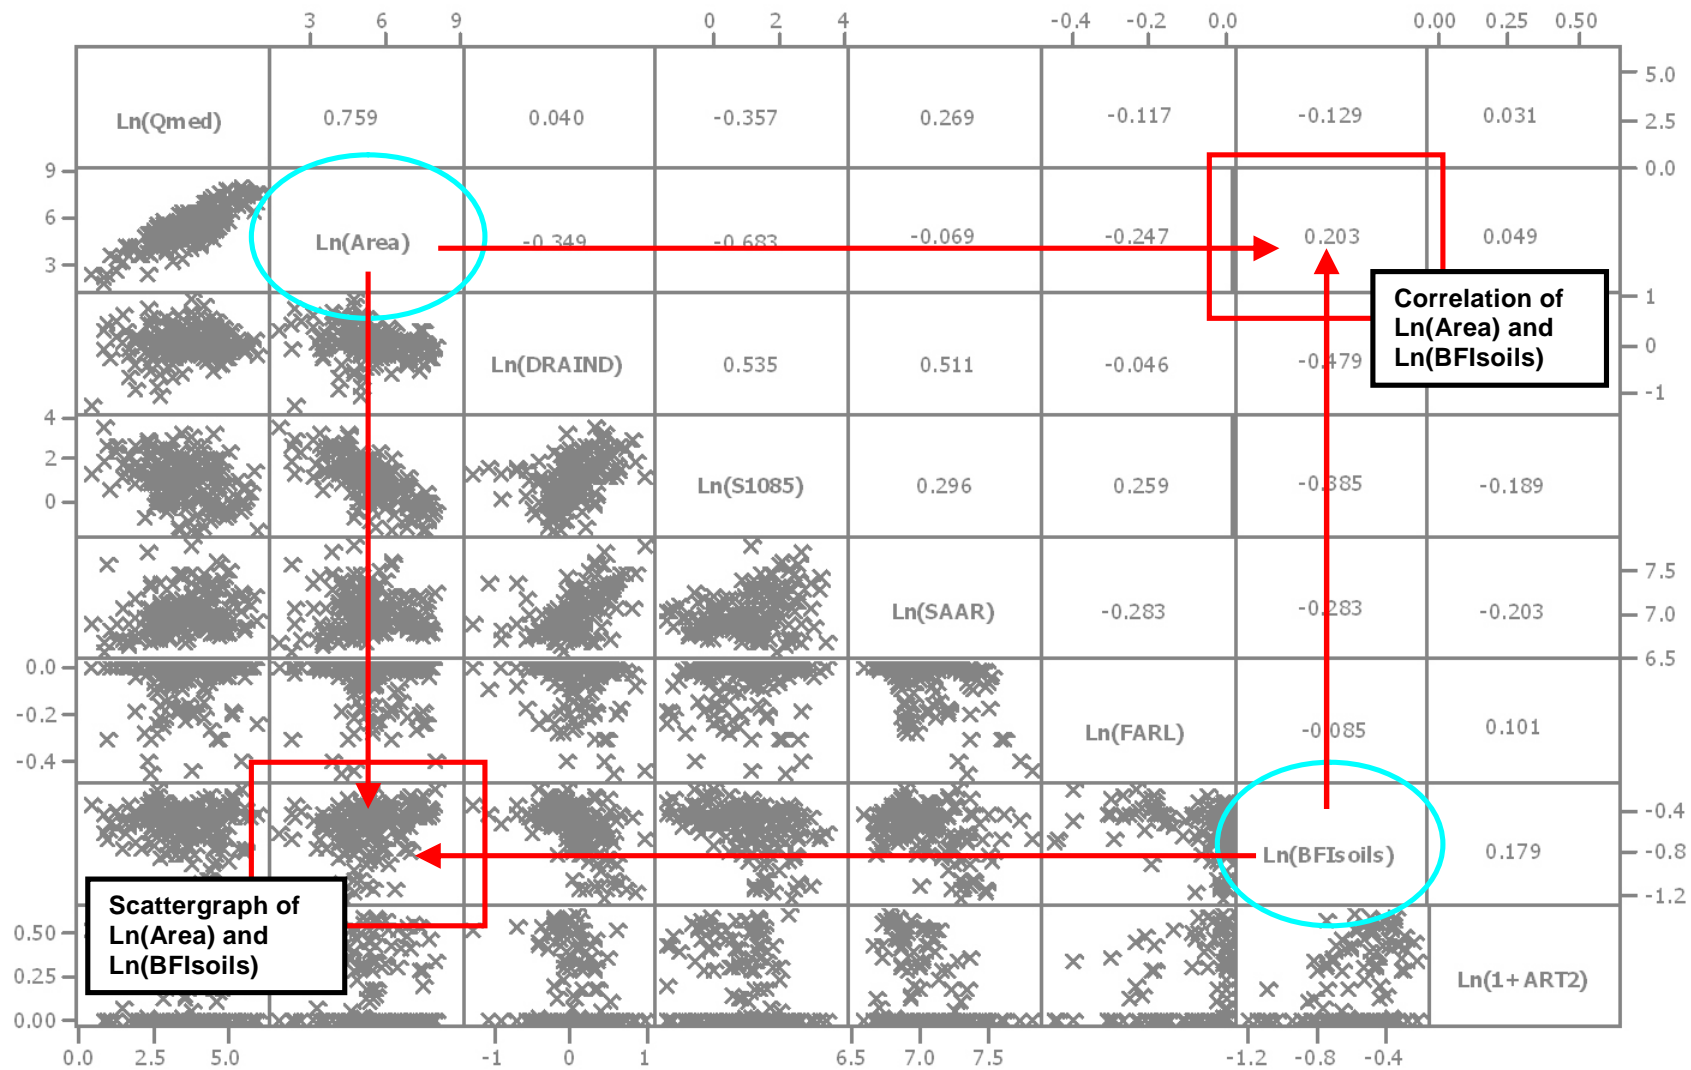 3 6 9 0 2 4 -0.4 -0.2 0.0 0.00 0.25 0.50
5.0
Ln(Qmed) 0.759 0.040 -0.357 0.269 -0.117 -0.129 0.031
2.5
9 0.0
6
Ln(Area) -0.349 -0.683 -0.069 -0.247 0.203 0.049
3
Correlation of
Ln(Area) and
Ln(BFIsoils)
1
0
Ln(DRAIND) 0.535 0.511 -0.046 -0.479
-1
4
2
Ln(S1085) 0.296 0.259 -0.385 -0.189
0
7.5
Ln(SAAR) -0.283 -0.283 -0.203
7.0
0.0 6.5
-0.2
Ln(FARL) -0.085 0.101
-0.4
-0.4
Ln(BFIsoils) 0.179
-0.8
-1.2
Scattergraph of
Ln(Area) and
Ln(BFIsoils)
0.50
0.25
Ln(1+ART2)
0.00
0.0 2.5 5.0 -1 0 1 6.5 7.0 7.5 -1.2 -0.8 -0.4